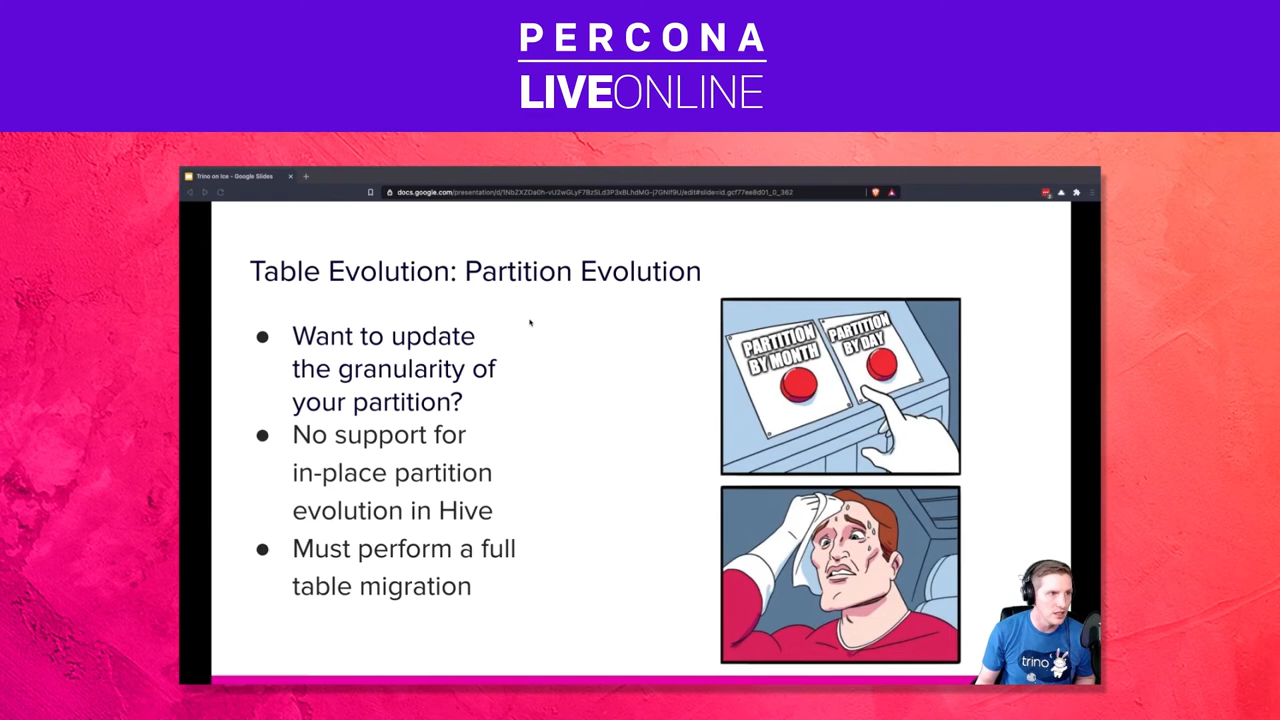 PERCONA
LIVEONLINE
Trino on Ice - Google Slides
Table Evolution: Partition Evolution
● Want to update
the granularity of
your partition?
● No support for
in-place partition
evolution in Hive
● Must perform a full
table migration
PARTITION
BY MONTH
PARTITION
BY DAY
trino